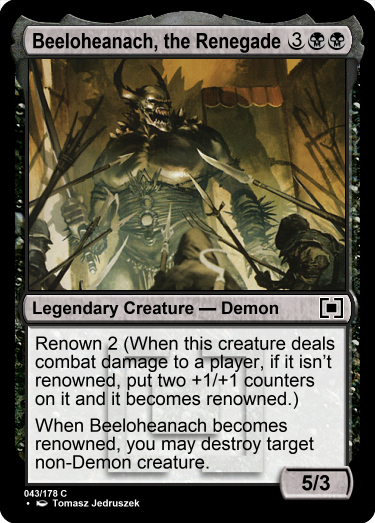 Beeloheanach, the Renegade 3
Legendary Creature — Demon
Renown 2 (When this creature deals
combat damage to a player, if it isn't
renowned, put two +1/+1 counters
on it and it becomes renowned.)
When Beeloheanach becomes
renowned, you may destroy target
non-Demon creature.
5/3
043/178 C
• Tomasz Jedruszek